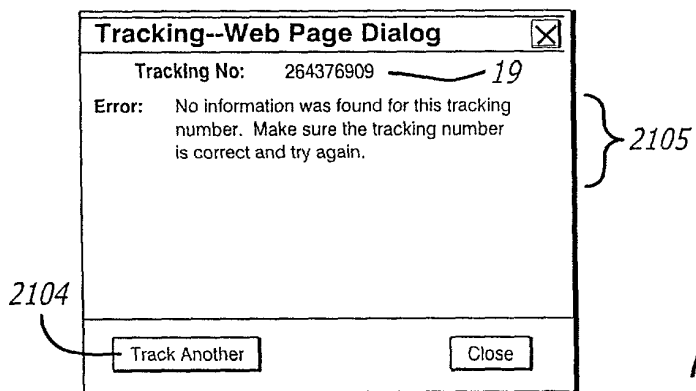 Tracking--Web Page Dialog
Tracking No: 264376909 19
Error: No information was found for this tracking
number. Make sure the tracking number
is correct and try again.
2105
2104
Track Another Close